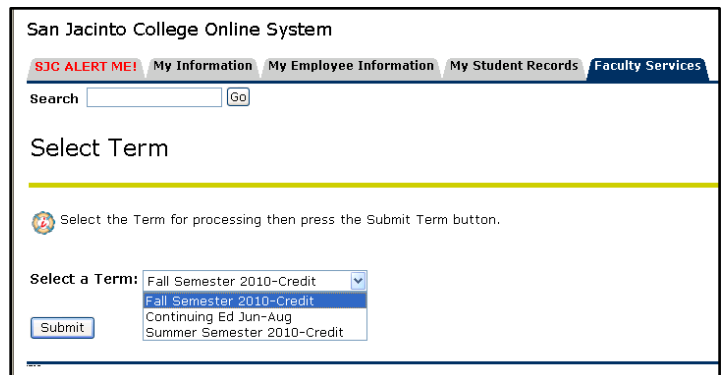 San Jacinto College Online System
SJC ALERT ME! My Information My Employee Information My Student Records Faculty Services
Search Go
Select Term
Select the Term for processing then press the Submit Term button.
Select a Term: Fall Semester 2010-Credit
Fall Semester 2010-Credit
Continuing Ed Jun-Aug
Submit
Summer Semester 2010-Credit